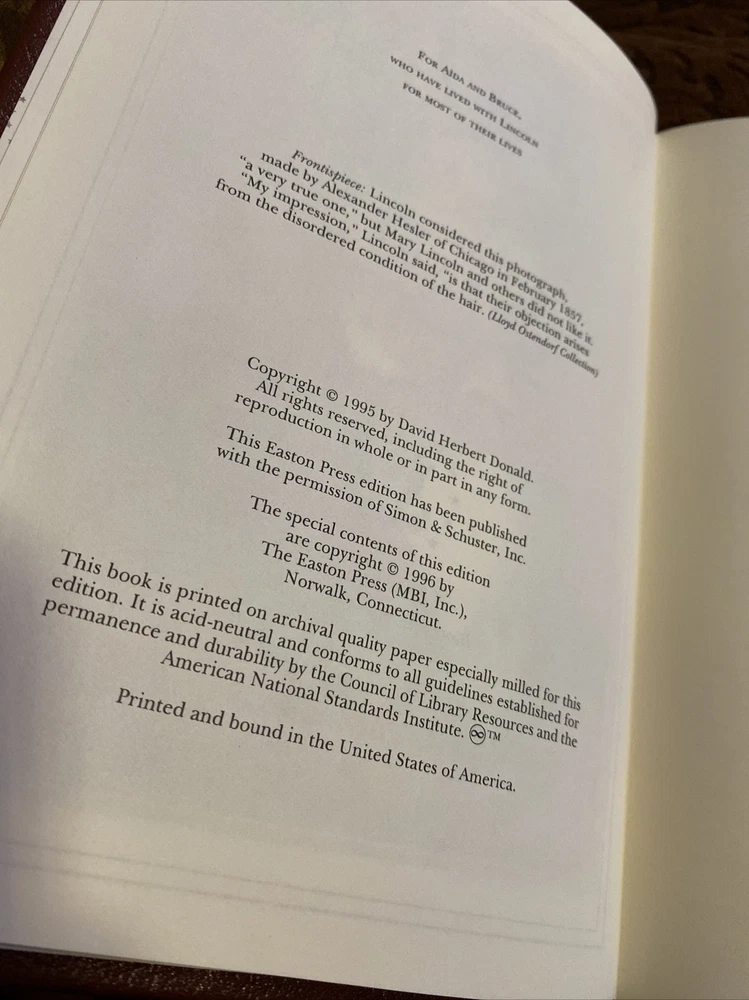 FOR AIDA AND BRUCE,
WHO HAVE LIVED WITH LINCOLN
FOR MOST OF THEIR LIVES
Frontispiece: Lincoln considered this photograph,
made by Alexander Hesler of Chicago in February 1857,
"a very true one," but Mary Lincoln and others did not like it.
"My impression," Lincoln said, "is that their objection arises
from the disordered condition of the hair. (Lloyd Ostendorf Collection)
Copyright © 1995 by David Herbert Donald.
All rights reserved, including the right of
reproduction in whole or in part in any form.
This Easton Press edition has been published
with the permission of Simon & Schuster, Inc.
The special contents of this edition
are copyright © 1996 by
The Easton Press (MBI, Inc.),
Norwalk, Connecticut.
This book is printed on archival quality paper especially milled for this
edition. It is acid-neutral and conforms to all guidelines established for
permanence and durability by the Council of Library Resources and the
American National Standards Institute. ♾™
Printed and bound in the United States of America.